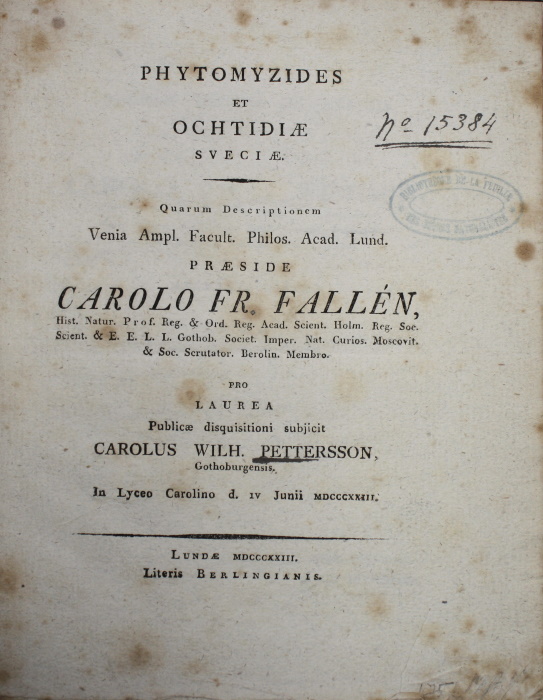 PHYTOMYZIDES
ET
OCHTIDIÆ
SVECIÆ.
No 15384
Quarum Descriptionem
Venia Ampl. Facult. Philos. Acad. Lund.
PRÆSIDE
CAROLO FR. FALLÉN,
Hist. Natur. Prof. Reg. & Ord. Reg. Acad. Scient. Holm. Reg. Soc.
Scient. & E. E. L. L. Gothob. Societ. Imper. Nat. Curios. Moscovit.
& Soc. Scrutator. Berolin. Membro.
PRO
LAUREA
Publicæ disquisitioni subjicit
CAROLUS WILH. PETTERSSON,
Gothoburgensis.
In Lyceo Carolino d. IV Junii MDCCCXXIII.
LUNDÆ MDCCCXXIII.
Literis BERLINGIANIS.